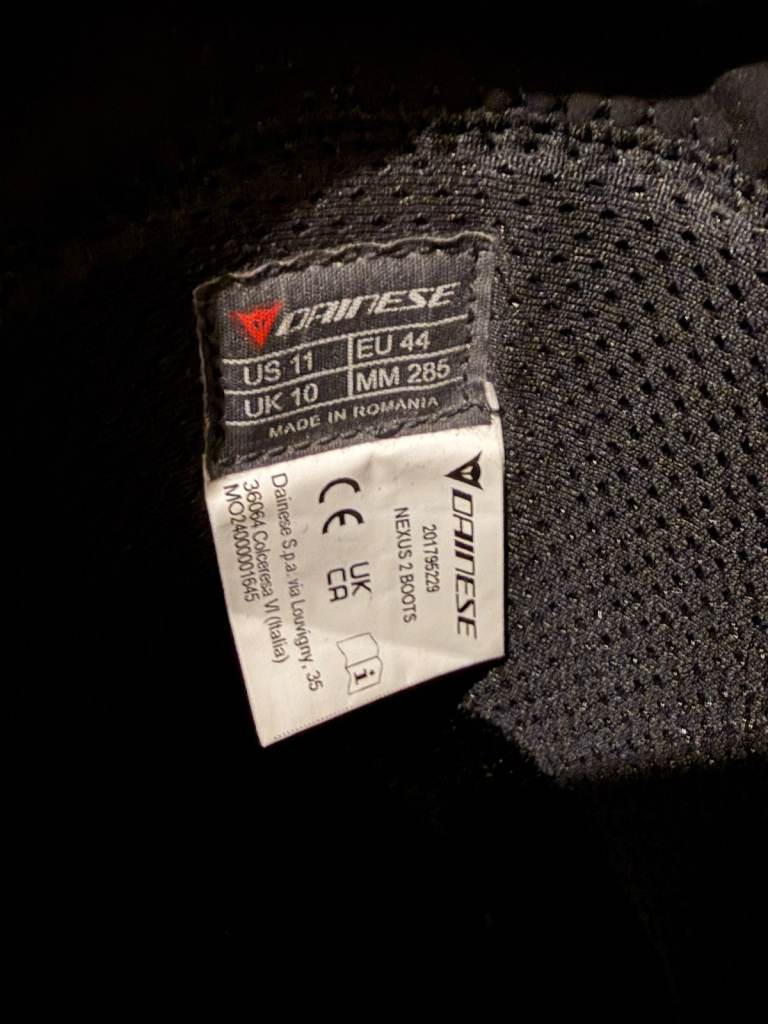 DAINESE
US 11 EU 44
UK 10 MM 285
MADE IN ROMANIA
DAINESE
201795229
NEXUS 2 BOOTS
CE UK
CA
i
Dainese S.p.a. via Louvigny, 35
36064 Colceresa VI (Italia)
MO24000001645